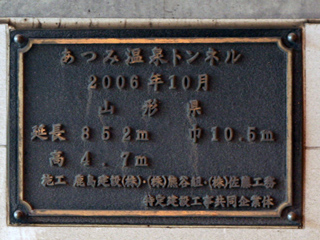 あつみ温泉トンネル
2006年10月
山形県
延長 852m 巾 10.5m
高 4.7m
施工 鹿島建設(株)・(株)熊谷組・(株)佐藤工務
特定建設工事共同企業体